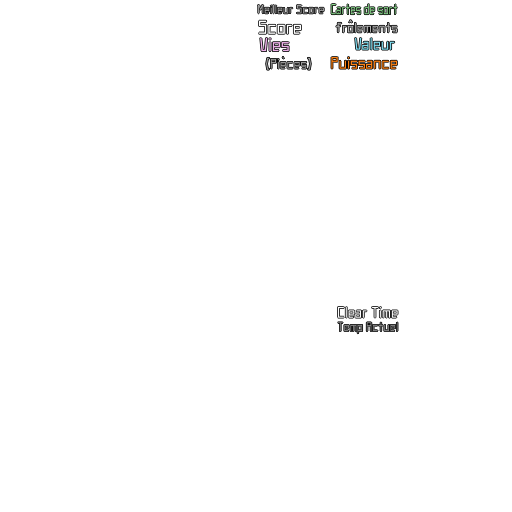 Meilleur Score
Cartes de sort
Score
frôlements
Vies
Valeur
(Pièces)
Puissance
Clear Time
Temp Actuel